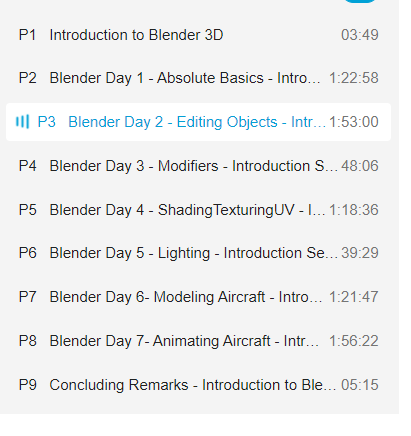 P1 Introduction to Blender 3D 03:49
P2 Blender Day 1 - Absolute Basics - Intro... 1:22:58
P3 Blender Day 2 - Editing Objects - Intr... 1:53:00
P4 Blender Day 3 - Modifiers - Introduction S... 48:06
P5 Blender Day 4 - ShadingTexturingUV - I... 1:18:36
P6 Blender Day 5 - Lighting - Introduction Se... 39:29
P7 Blender Day 6- Modeling Aircraft - Intro... 1:21:47
P8 Blender Day 7- Animating Aircraft - Intr... 1:56:22
P9 Concluding Remarks - Introduction to Ble... 05:15